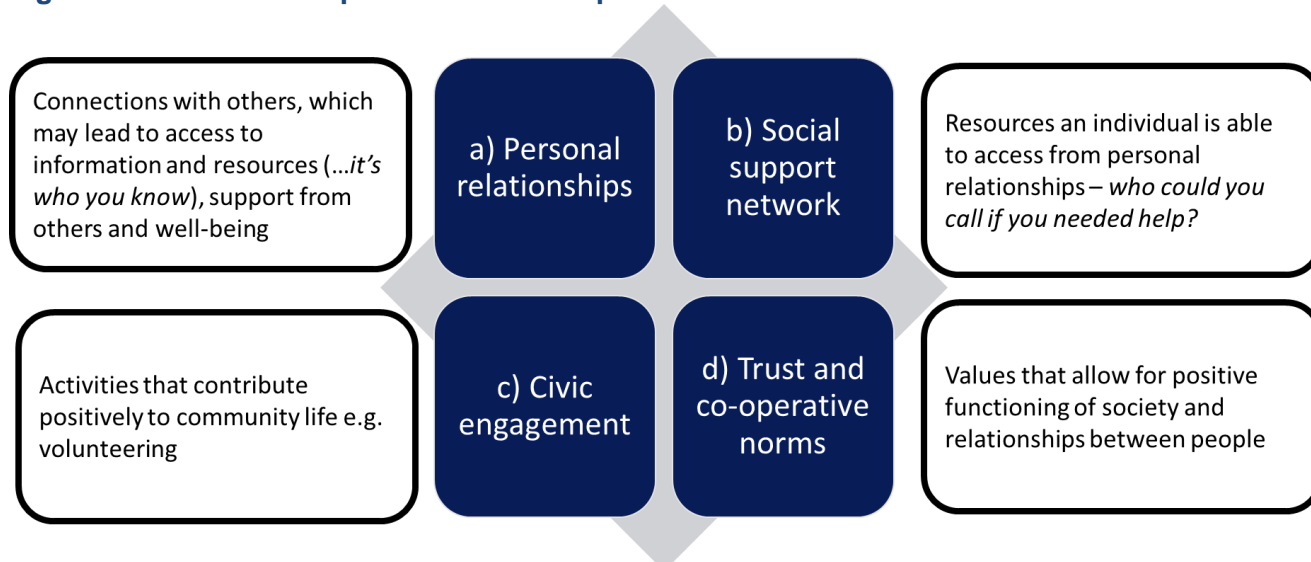 Connections with others, which
may lead to access to
information and resources (…it’s
who you know), support from
others and well-being
a) Personal
relationships
b) Social
support
network
Resources an individual is able
to access from personal
relationships – who could you
call if you needed help?
Activities that contribute
positively to community life e.g.
volunteering
c) Civic
engagement
d) Trust and
co-operative
norms
Values that allow for positive
functioning of society and
relationships between people